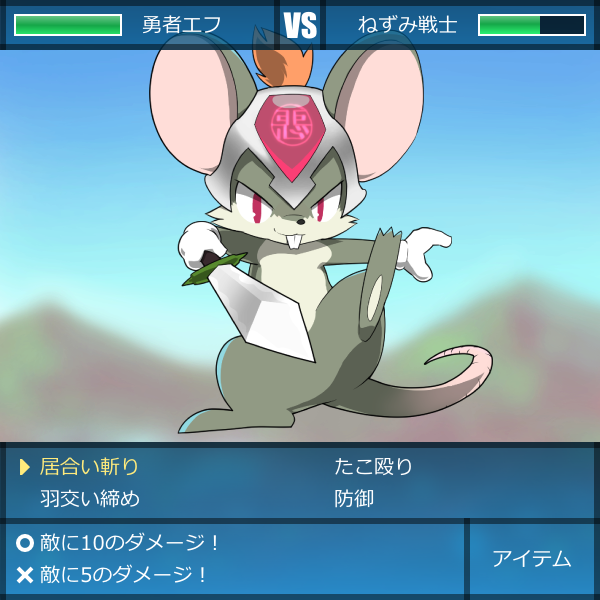 勇者エフ VS ねずみ戦士
悪
▶ 居合い斬り たこ殴り
羽交い締め 防御
○ 敵に10のダメージ！
× 敵に5のダメージ！
アイテム